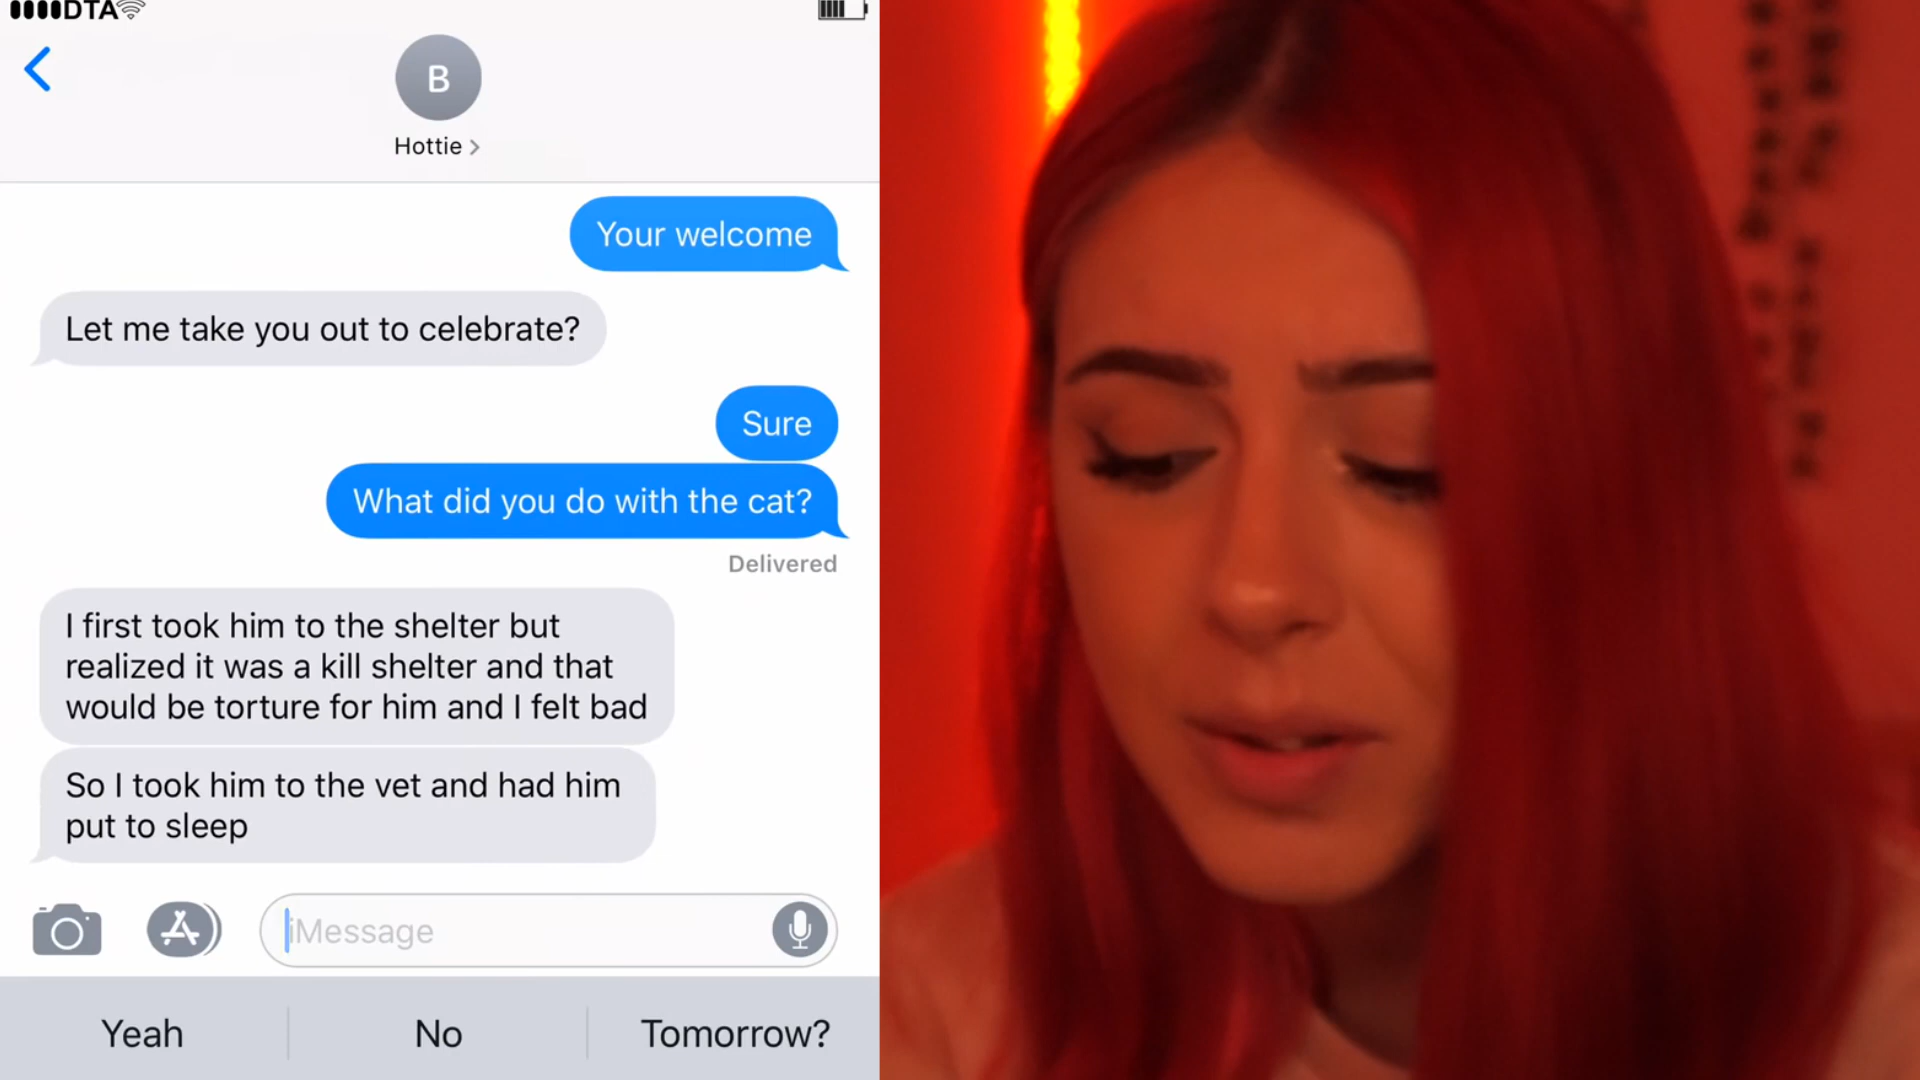 DTA
B
Hottie >
Your welcome
Let me take you out to celebrate?
Sure
What did you do with the cat?
Delivered
I first took him to the shelter but
realized it was a kill shelter and that
would be torture for him and I felt bad
So I took him to the vet and had him
put to sleep
iMessage
Yeah
No
Tomorrow?